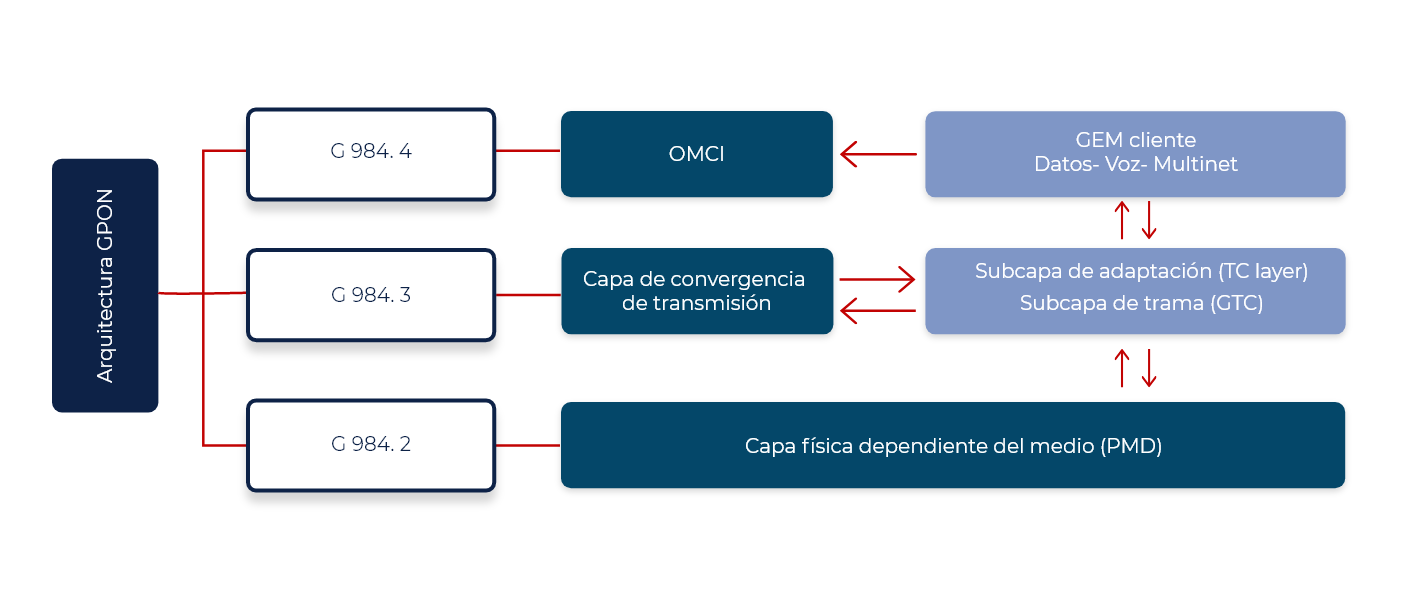 Arquitectura GPON
G 984. 4
OMCI
GEM cliente
Datos- Voz- Multinet
G 984. 3
Capa de convergencia
de transmisión
Subcapa de adaptación (TC layer)
Subcapa de trama (GTC)
G 984. 2
Capa física dependiente del medio (PMD)